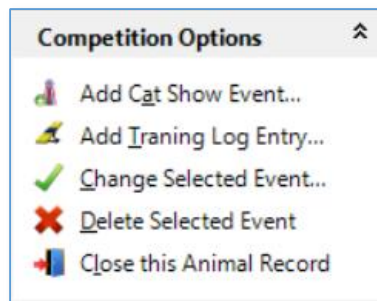 Competition Options
Add Cat Show Event...
Add Traning Log Entry...
Change Selected Event...
Delete Selected Event
Close this Animal Record